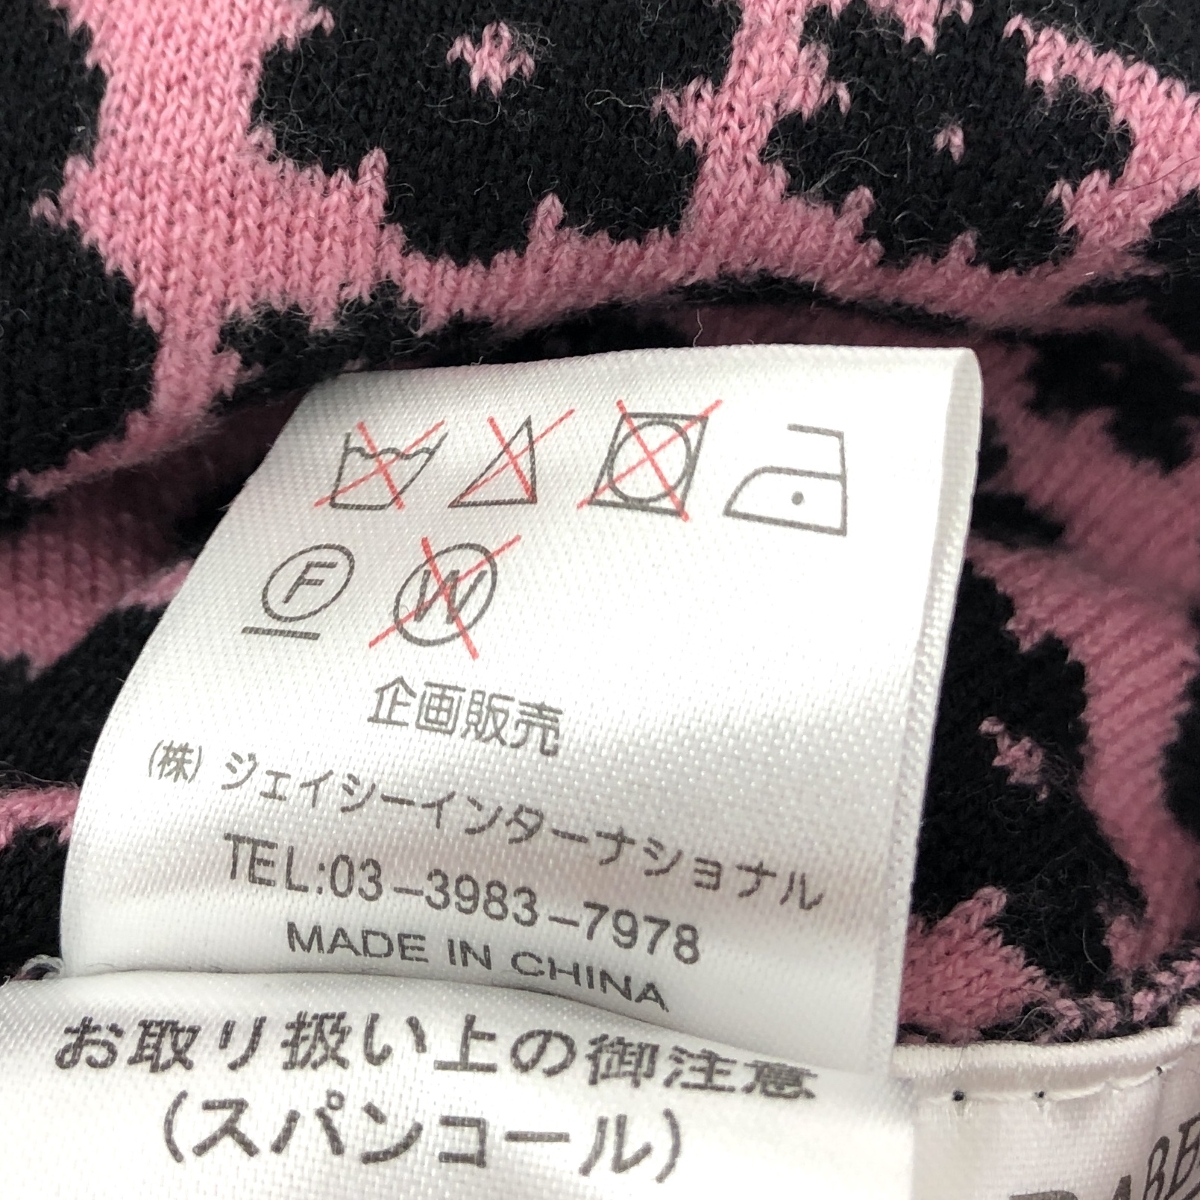 F W
企画販売
(株) ジェイシーインターナショナル
TEL:03-3983-7978
MADE IN CHINA
お取り扱い上の御注意
(スパンコール)